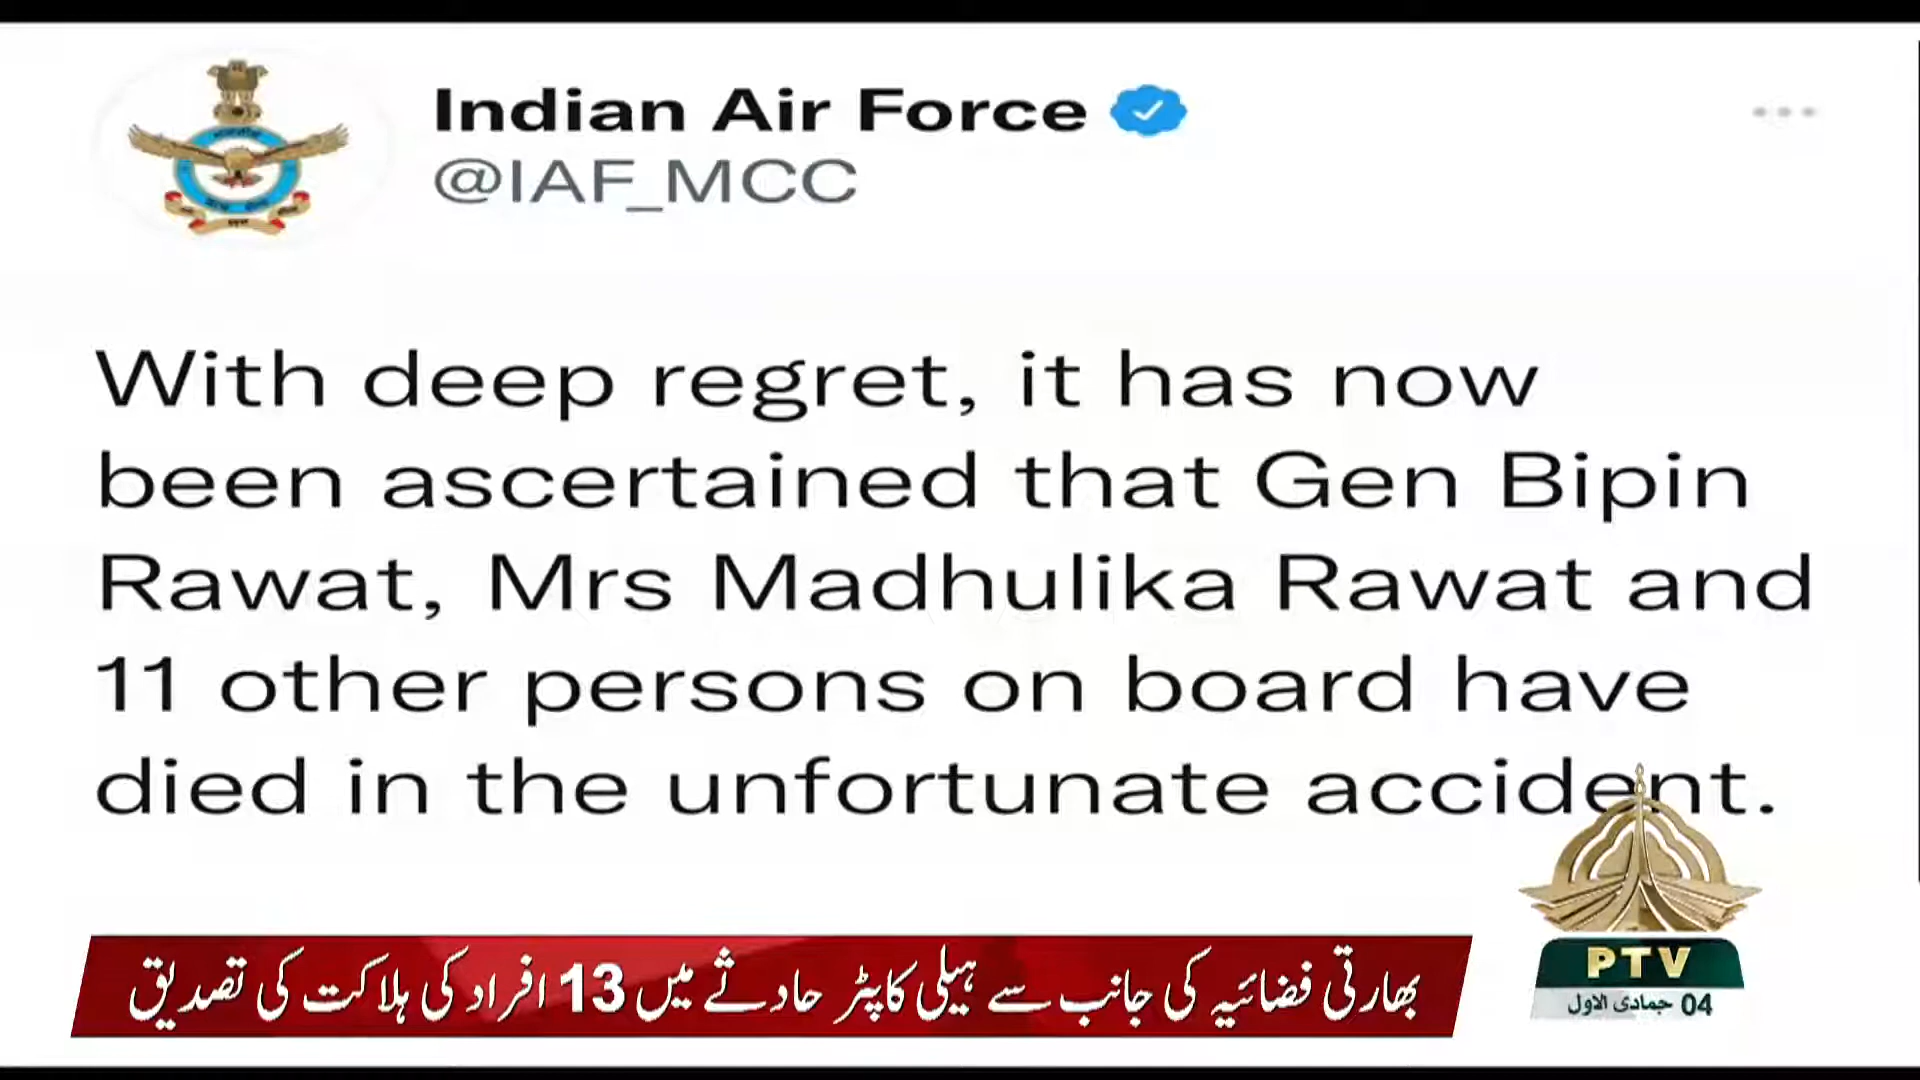 Indian Air Force
@IAF_MCC
With deep regret, it has now
been ascertained that Gen Bipin
Rawat, Mrs Madhulika Rawat and
11 other persons on board have
died in the unfortunate accident.
بھارتی فضائیہ کی جانب سے ہیلی کاپٹر حادثے میں 13 افراد کی ہلاکت کی تصدیق
PTV
04 جمادی الاول